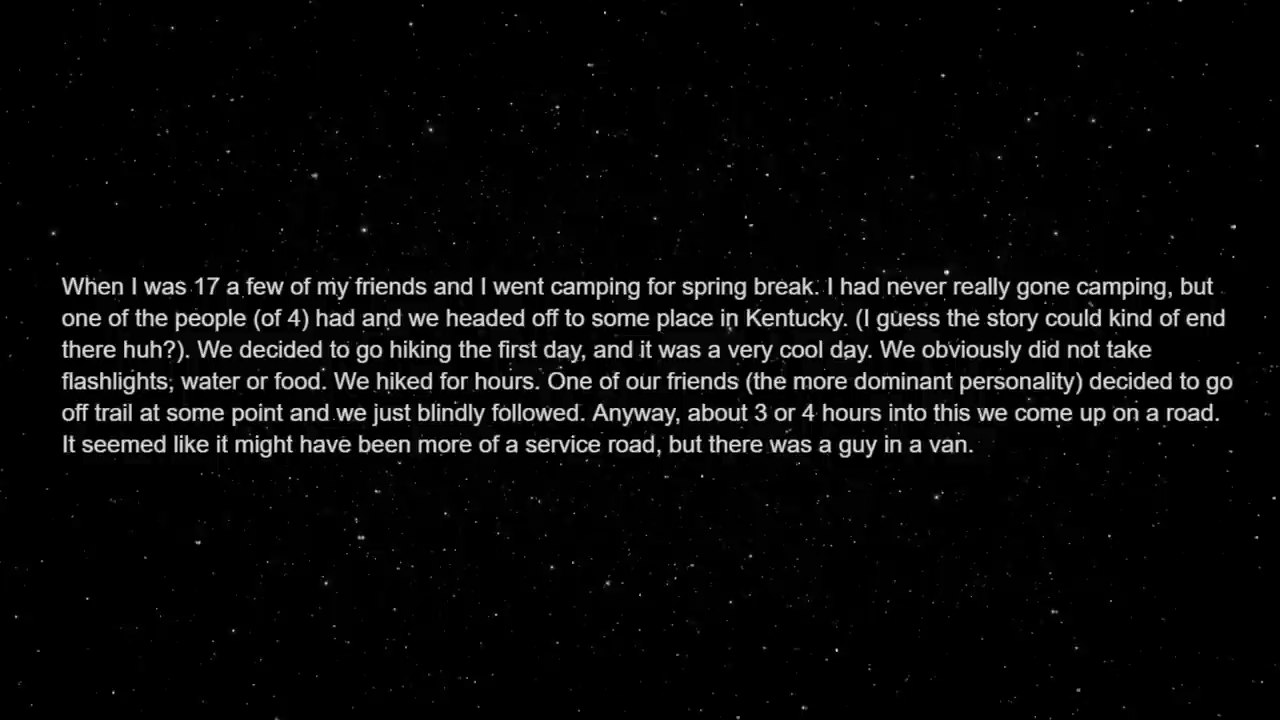 When I was 17 a few of my friends and I went camping for spring break. I had never really gone camping, but
one of the people (of 4) had and we headed off to some place in Kentucky. (I guess the story could kind of end
there huh?). We decided to go hiking the first day, and it was a very cool day. We obviously did not take
flashlights, water or food. We hiked for hours. One of our friends (the more dominant personality) decided to go
off trail at some point and we just blindly followed. Anyway, about 3 or 4 hours into this we come up on a road.
It seemed like it might have been more of a service road, but there was a guy in a van.